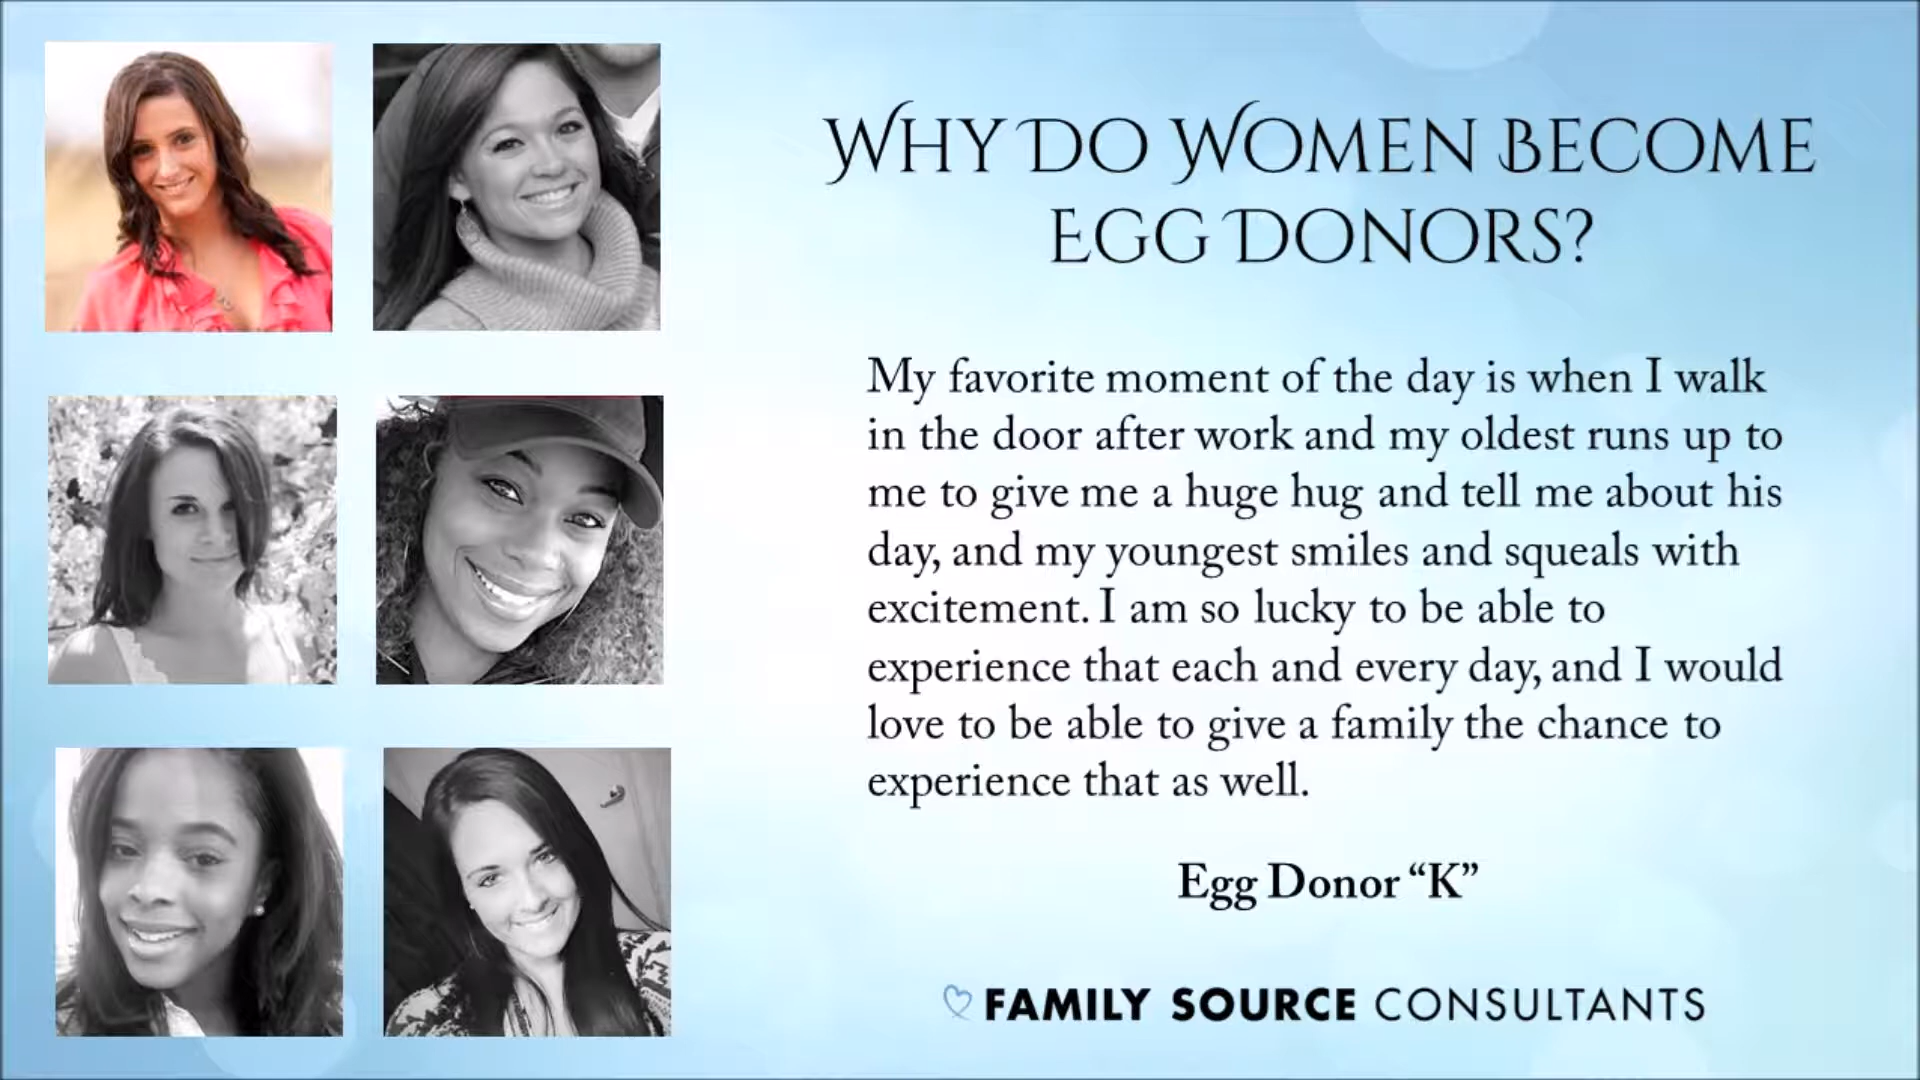 Why Do Women Become
Egg Donors?
My favorite moment of the day is when I walk
in the door after work and my oldest runs up to
me to give me a huge hug and tell me about his
day, and my youngest smiles and squeals with
excitement. I am so lucky to be able to
experience that each and every day, and I would
love to be able to give a family the chance to
experience that as well.
Egg Donor “K”
FAMILY SOURCE CONSULTANTS